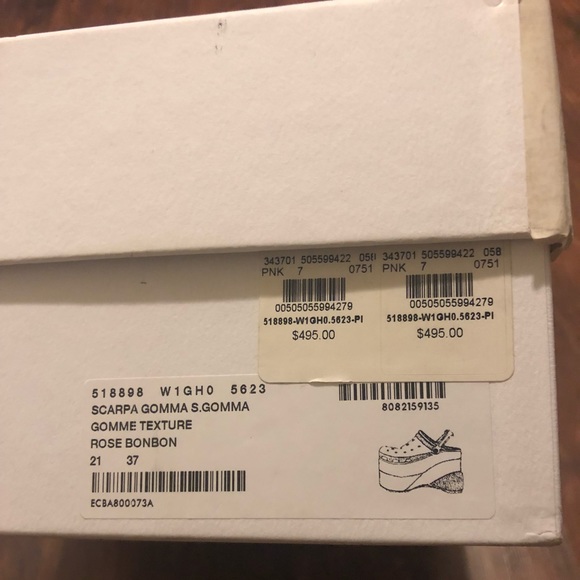 343701 505599422 058
PNK 7 0751
00505055994279
518898-W1GH0.5623-PI
$495.00
343701 505599422 058
PNK 7 0751
00505055994279
518898-W1GH0.5623-PI
$495.00
518898 W1GH0 5623
SCARPA GOMMA S.GOMMA
GOMME TEXTURE
ROSE BONBON
21 37
ECBA800073A
8082159135